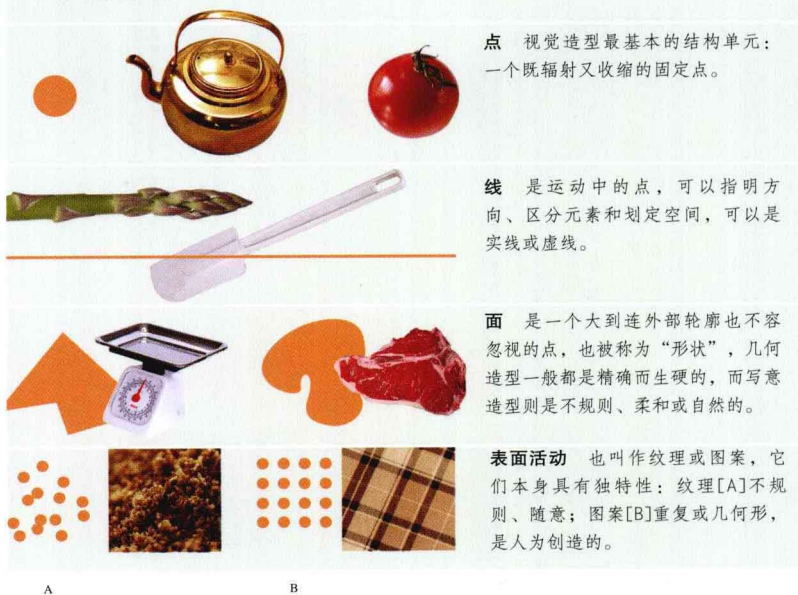 点 视觉造型最基本的结构单元：
一个既辐射又收缩的固定点。
线 是运动中的点，可以指明方
向、区分元素和划定空间，可以是
实线或虚线。
面 是一个大到连外部轮廓也不容
忽视的点，也被称为“形状”，几何
造型一般都是精确而生硬的，而写意
造型则是不规则、柔和或自然的。
表面活动 也叫作纹理或图案，它
们本身具有独特性：纹理[A]不规
则、随意；图案[B]重复或几何形，
是人为创造的。
A
B